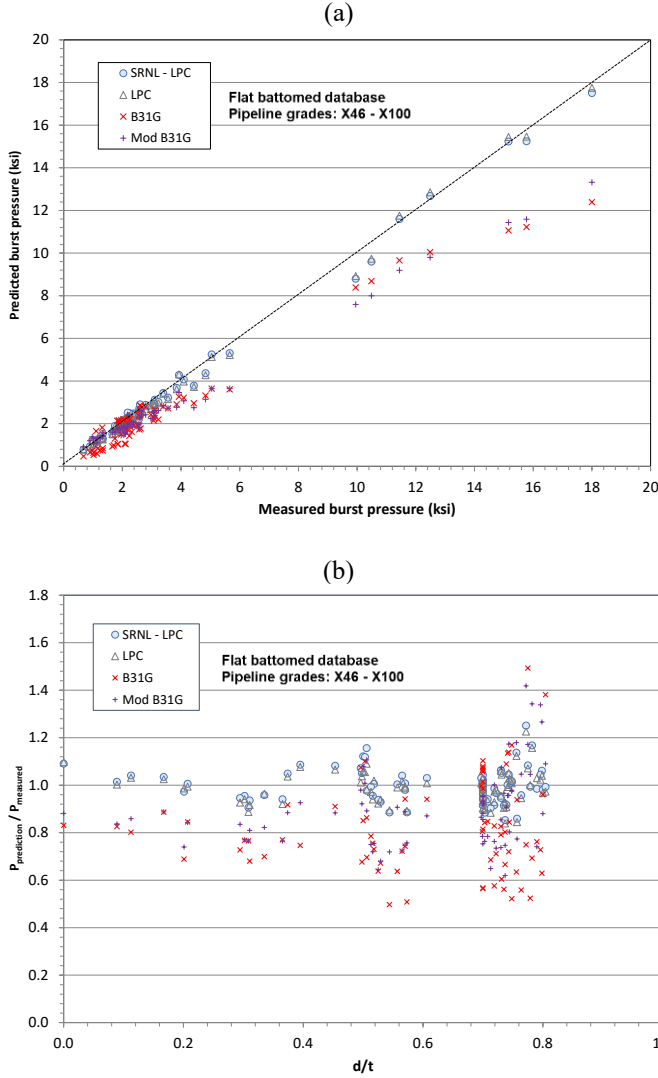 (a)
20
18
16
14
12
10
8
6
4
2
0
Predicted burst pressure (ksi)
SRNL - LPC
LPC
B31G
Mod B31G
Flat battomed database
Pipeline grades: X46 - X100
0 2 4 6 8 10 12 14 16 18 20
Measured burst pressure (ksi)
(b)
1.8
1.6
1.4
1.2
1.0
0.8
0.6
0.4
0.2
0.0
Pprediction / Pmeasured
SRNL - LPC
LPC
B31G
Mod B31G
Flat battomed database
Pipeline grades: X46 - X100
0.0 0.2 0.4 0.6 0.8 1
d/t